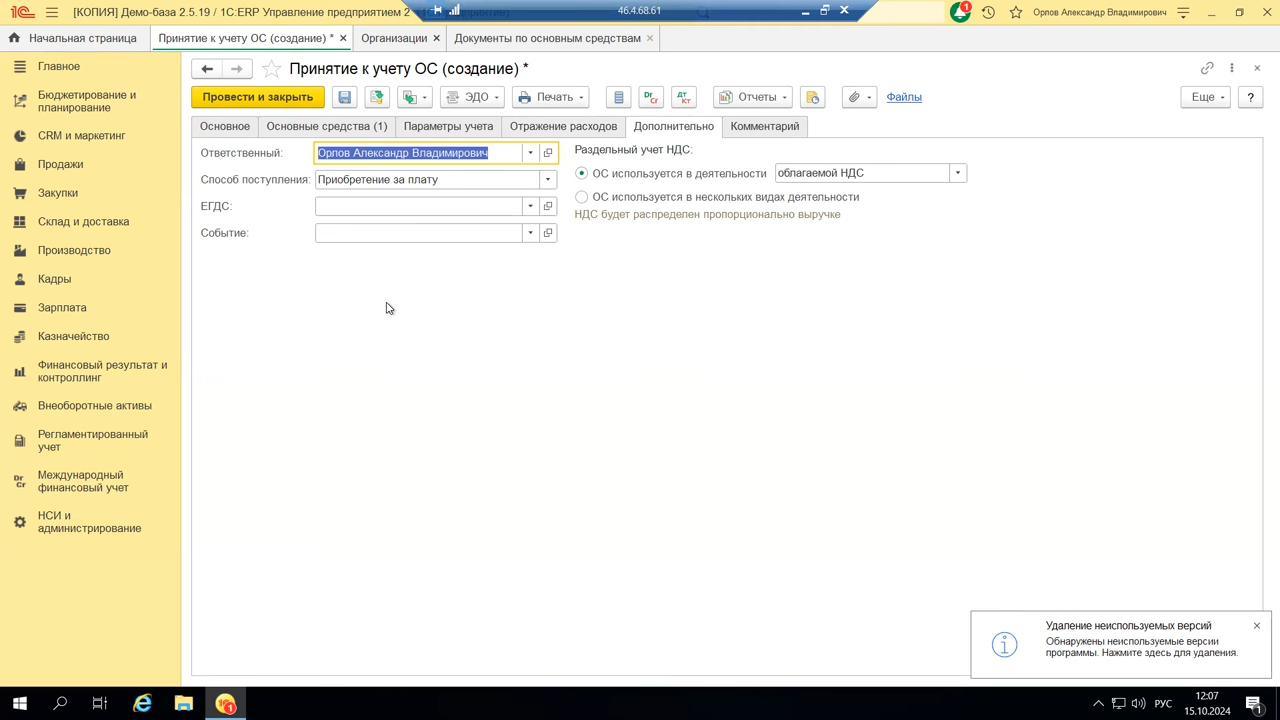 [КОПИЯ] Демо-база 2.5.19 / 1С:ERP Управление предприятием 2
46.4.68.61
1
Орлов Александр Владимирович
Начальная страница
Принятие к учету ОС (создание) *
Организации
Документы по основным средствам
Главное
Бюджетирование и
планирование
CRM и маркетинг
Продажи
Закупки
Склад и доставка
Производство
Кадры
Зарплата
Казначейство
Финансовый результат и
контроллинг
Внеоборотные активы
Регламентированный
учет
Международный
финансовый учет
НСИ и
администрирование
Принятие к учету ОС (создание) *
Провести и закрыть
ЭДО
Печать
Dr
Cr
Дт
Кт
Отчеты
Файлы
Еще
?
Основное
Основные средства (1)
Параметры учета
Отражение расходов
Дополнительно
Комментарий
Ответственный:
Орлов Александр Владимирович
Способ поступления:
Приобретение за плату
ЕГДС:
Событие:
Раздельный учет НДС:
ОС используется в деятельности
облагаемой НДС
ОС используется в нескольких видах деятельности
НДС будет распределен пропорционально выручке
Удаление неиспользуемых версий
Обнаружены неиспользуемые версии
программы. Нажмите здесь для удаления.
РУС
12:07
15.10.2024